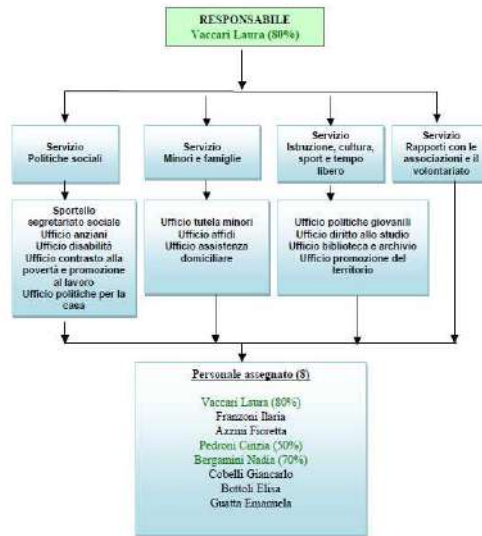 RESPONSABILE
Vaccari Laura (80%)
Servizio
Politiche sociali
Servizio
Minori e famiglie
Servizio
Istruzione, cultura,
sport e tempo
libero
Servizio
Rapporti con le
associazioni e il
volontariato
Sportello
segretariato sociale
Ufficio anziani
Ufficio disabilità
Ufficio contrasto alla
povertà e promozione
al lavoro
Ufficio politiche per la
casa
Ufficio tutela minori
Ufficio affidi
Ufficio assistenza
domiciliare
Ufficio politiche giovanili
Ufficio diritto allo studio
Ufficio biblioteca e archivio
Ufficio promozione del
territorio
Personale assegnato (8)
Vaccari Laura (80%)
Franzoni Ilaria
Azzini Fioretta
Pedroni Cinzia (50%)
Bergamini Nadia (70%)
Cobelli Giancarlo
Bottoli Elisa
Guatta Emanuela